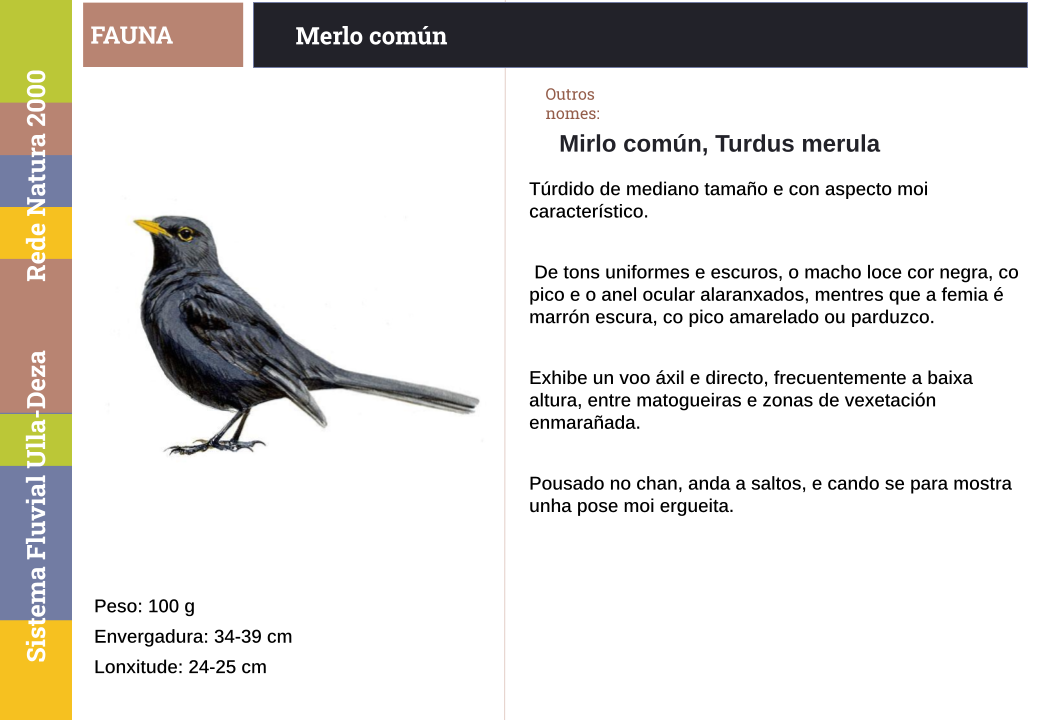 FAUNA
Merlo común
Rede Natura 2000
Sistema Fluvial Ulla-Deza
Outros
nomes:
Mirlo común, Turdus merula
Túrdido de mediano tamaño e con aspecto moi
característico.
De tons uniformes e escuros, o macho loce cor negra, co
pico e o anel ocular alaranxados, mentres que a femia é
marrón escura, co pico amarelado ou parduzco.
Exhibe un voo áxil e directo, frecuentemente a baixa
altura, entre matogueiras e zonas de vexetación
enmarañada.
Pousado no chan, anda a saltos, e cando se para mostra
unha pose moi ergueita.
Peso: 100 g
Envergadura: 34-39 cm
Lonxitude: 24-25 cm